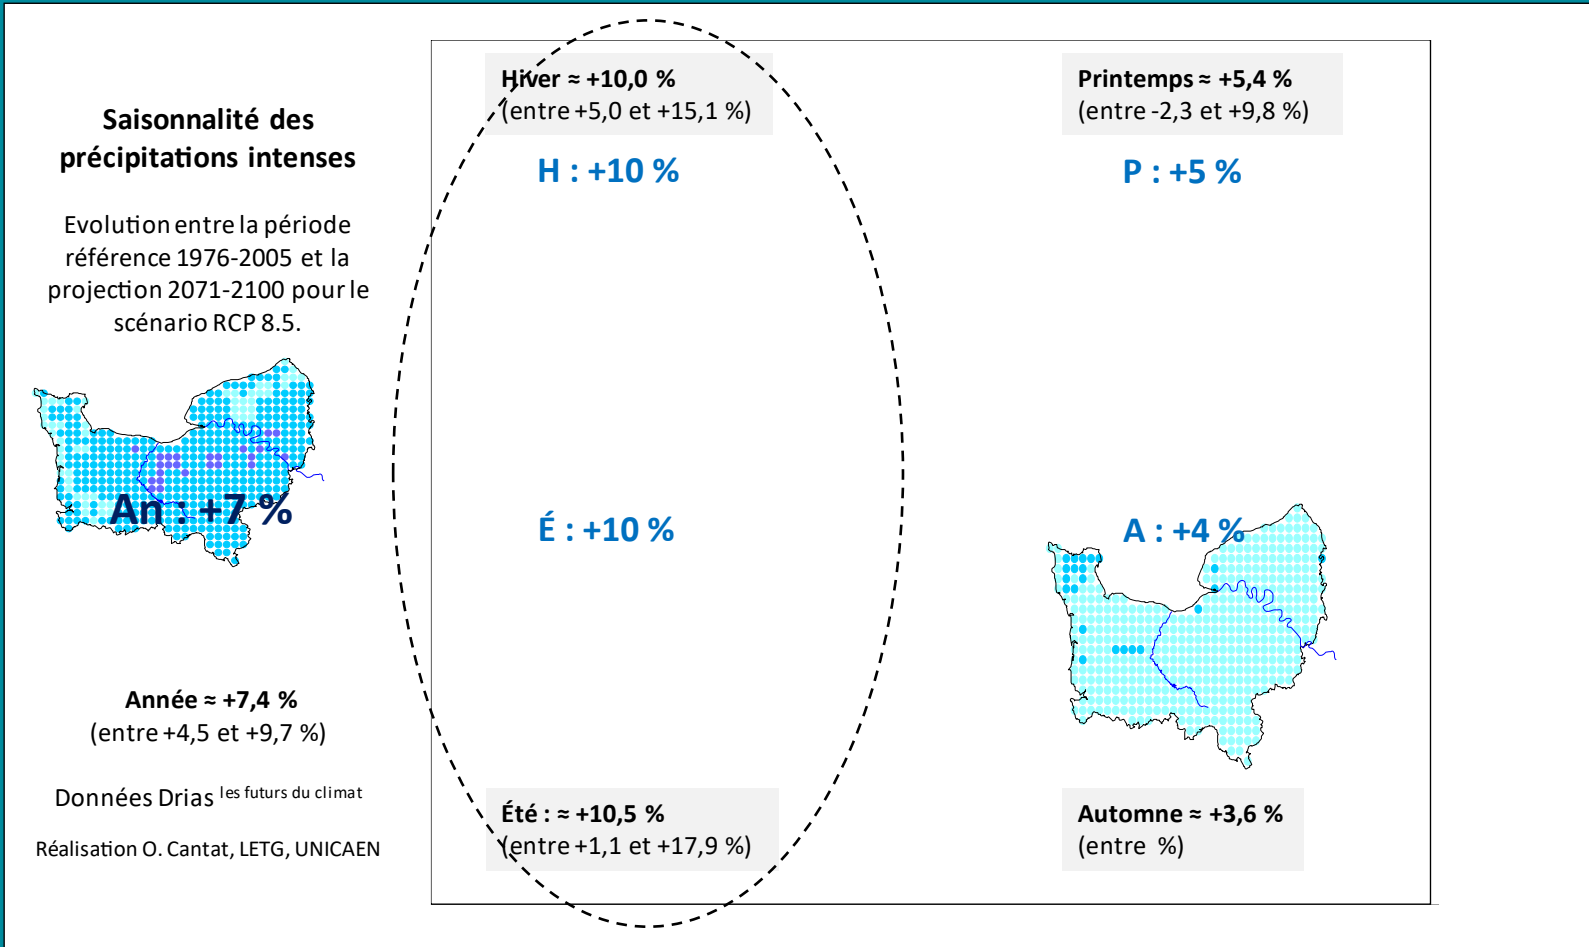 Saisonnalité des
précipitations intenses
Evolution entre la période
référence 1976-2005 et la
projection 2071-2100 pour le
scénario RCP 8.5.
An : +7 %
Année ≈ +7,4 %
(entre +4,5 et +9,7 %)
Données Drias les futurs du climat
Réalisation O. Cantat, LETG, UNICAEN
Hiver ≈ +10,0 %
(entre +5,0 et +15,1 %)
H : +10 %
Printemps ≈ +5,4 %
(entre -2,3 et +9,8 %)
P : +5 %
É : +10 %
A : +4 %
Été : ≈ +10,5 %
(entre +1,1 et +17,9 %)
Automne ≈ +3,6 %
(entre  %)